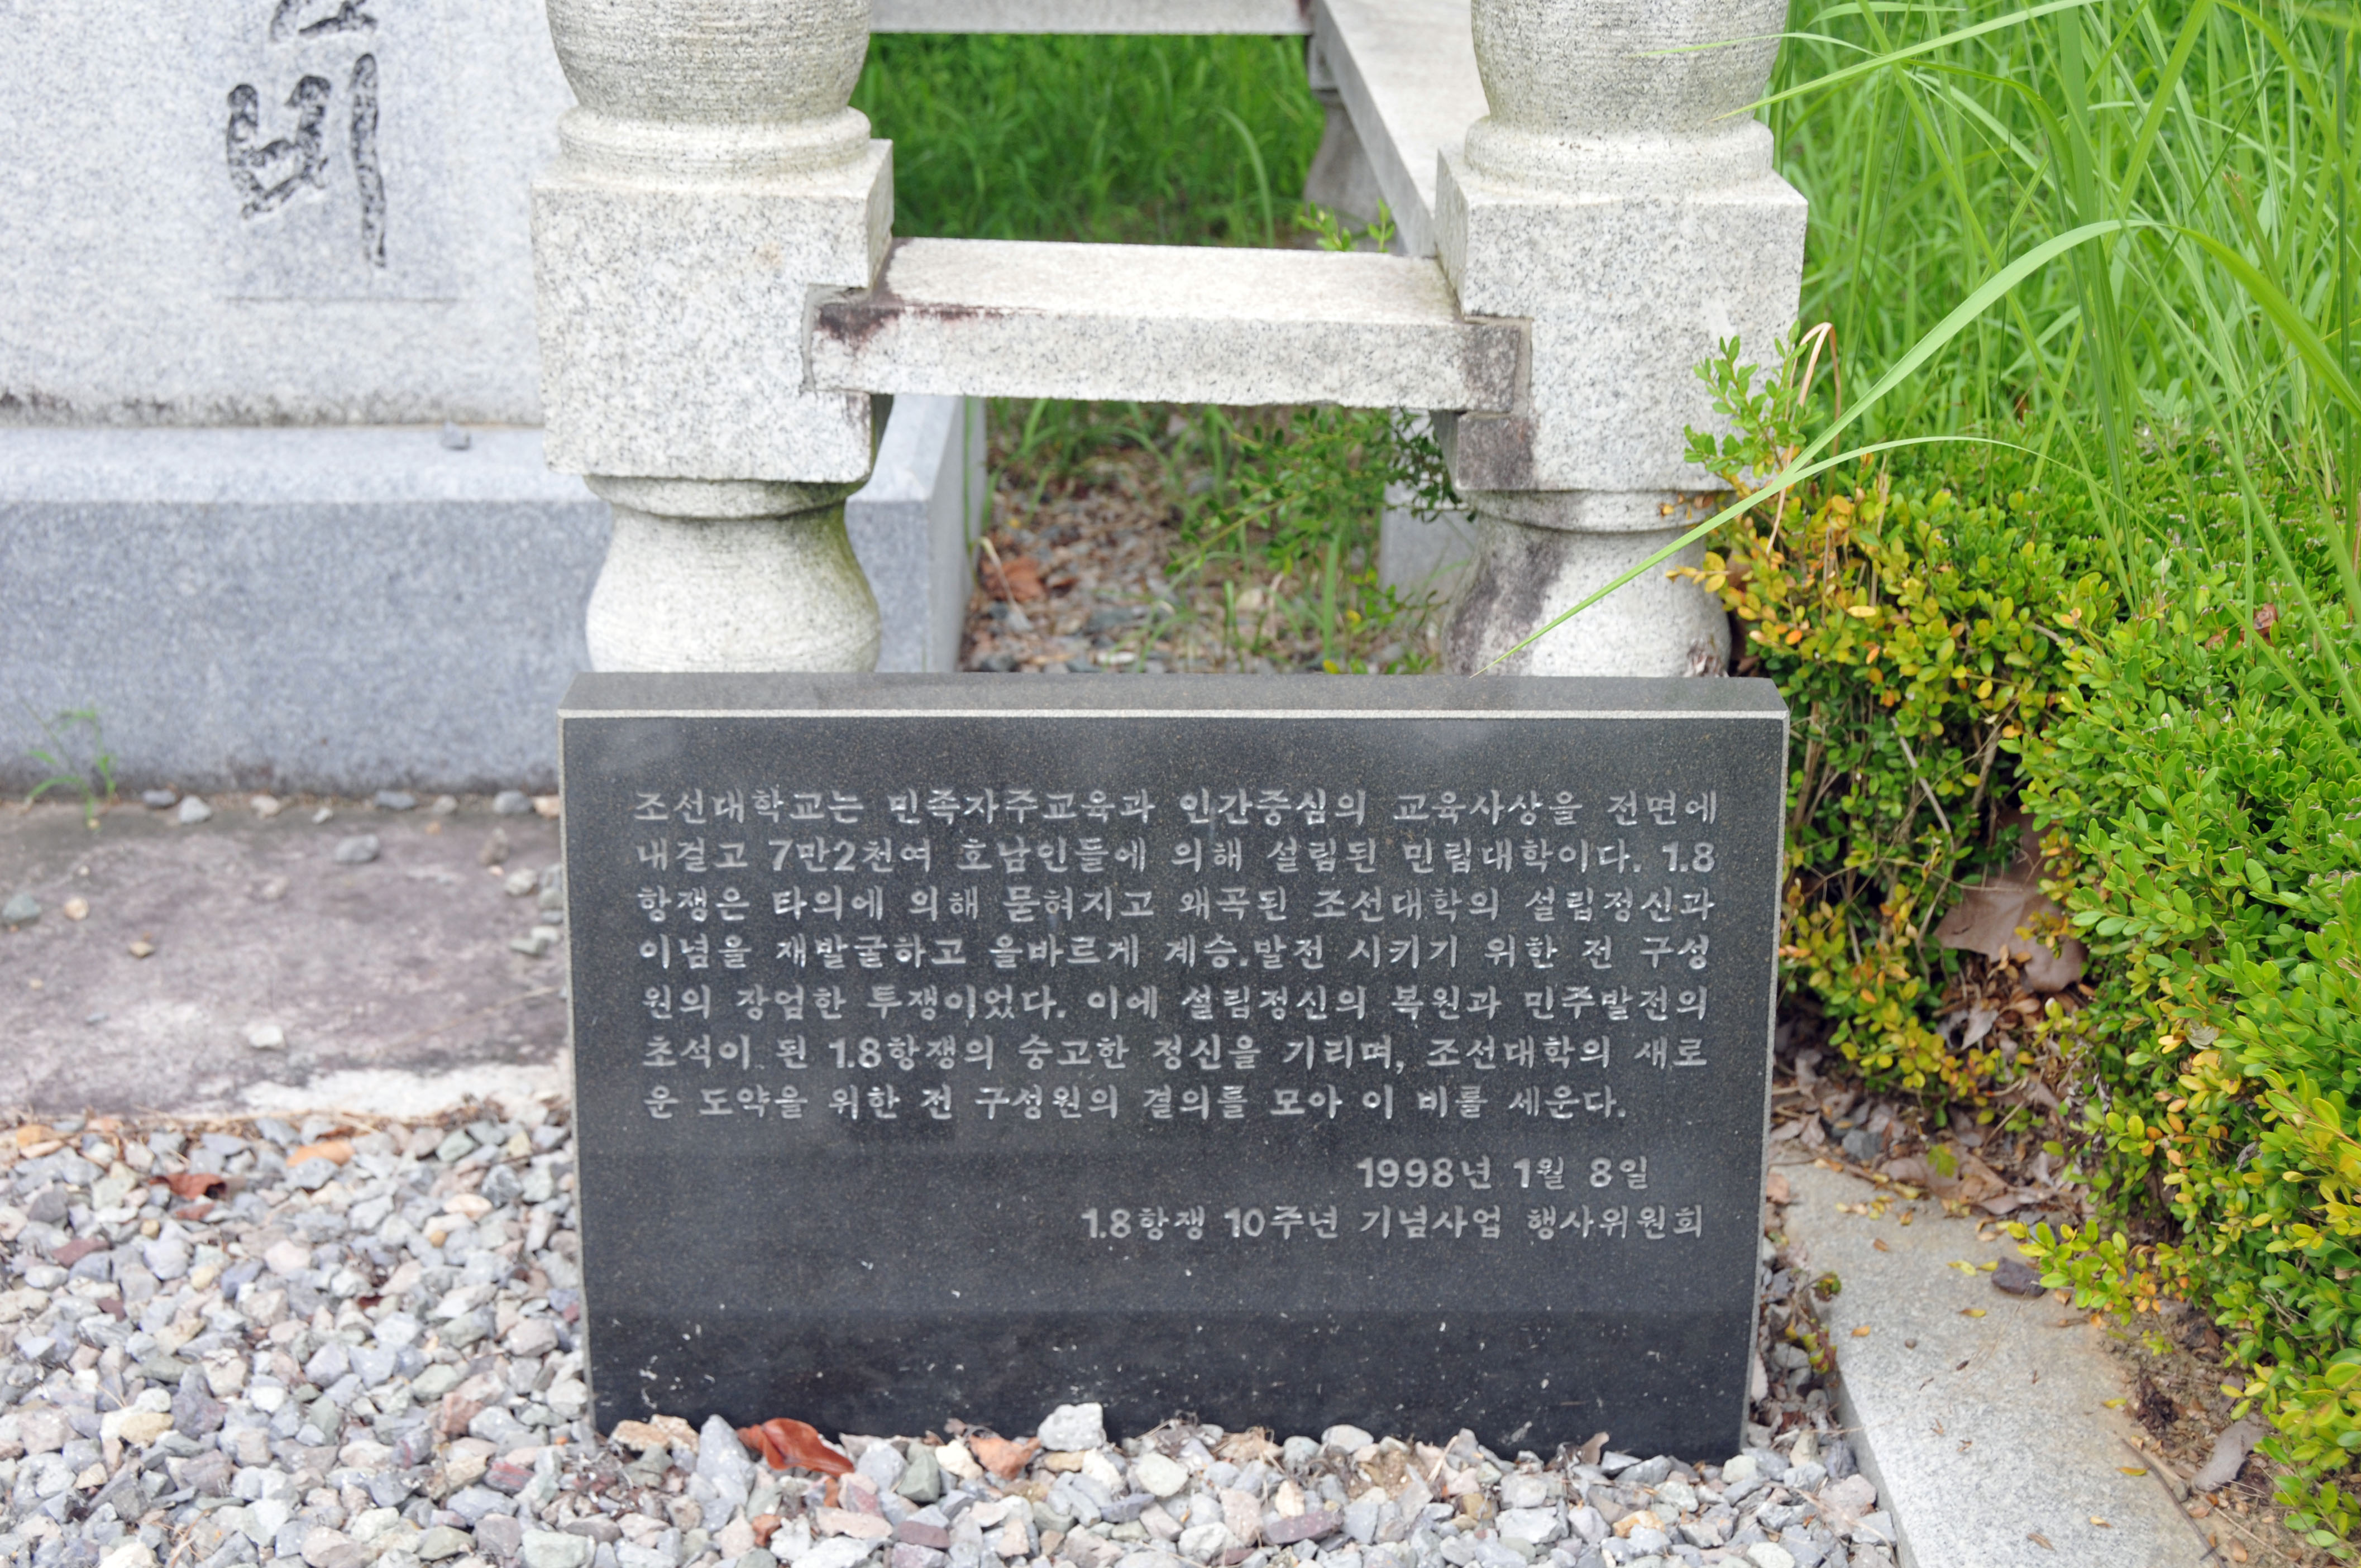 비
조선대학교는 민족자주교육과 인간중심의 교육사상을 전면에
내걸고 7만2천여 호남인들에 의해 설립된 민립대학이다. 1.8
항쟁은 타의에 의해 묻혀지고 왜곡된 조선대학의 설립정신과
이념을 재발굴하고 올바르게 계승.발전 시키기 위한 전 구성
원의 장엄한 투쟁이었다. 이에 설립정신의 복원과 민주발전의
초석이 된 1.8항쟁의 숭고한 정신을 기리며, 조선대학의 새로
운 도약을 위한 전 구성원의 결의를 모아 이 비를 세운다.
1998년 1월 8일
1.8항쟁 10주년 기념사업 행사위원회